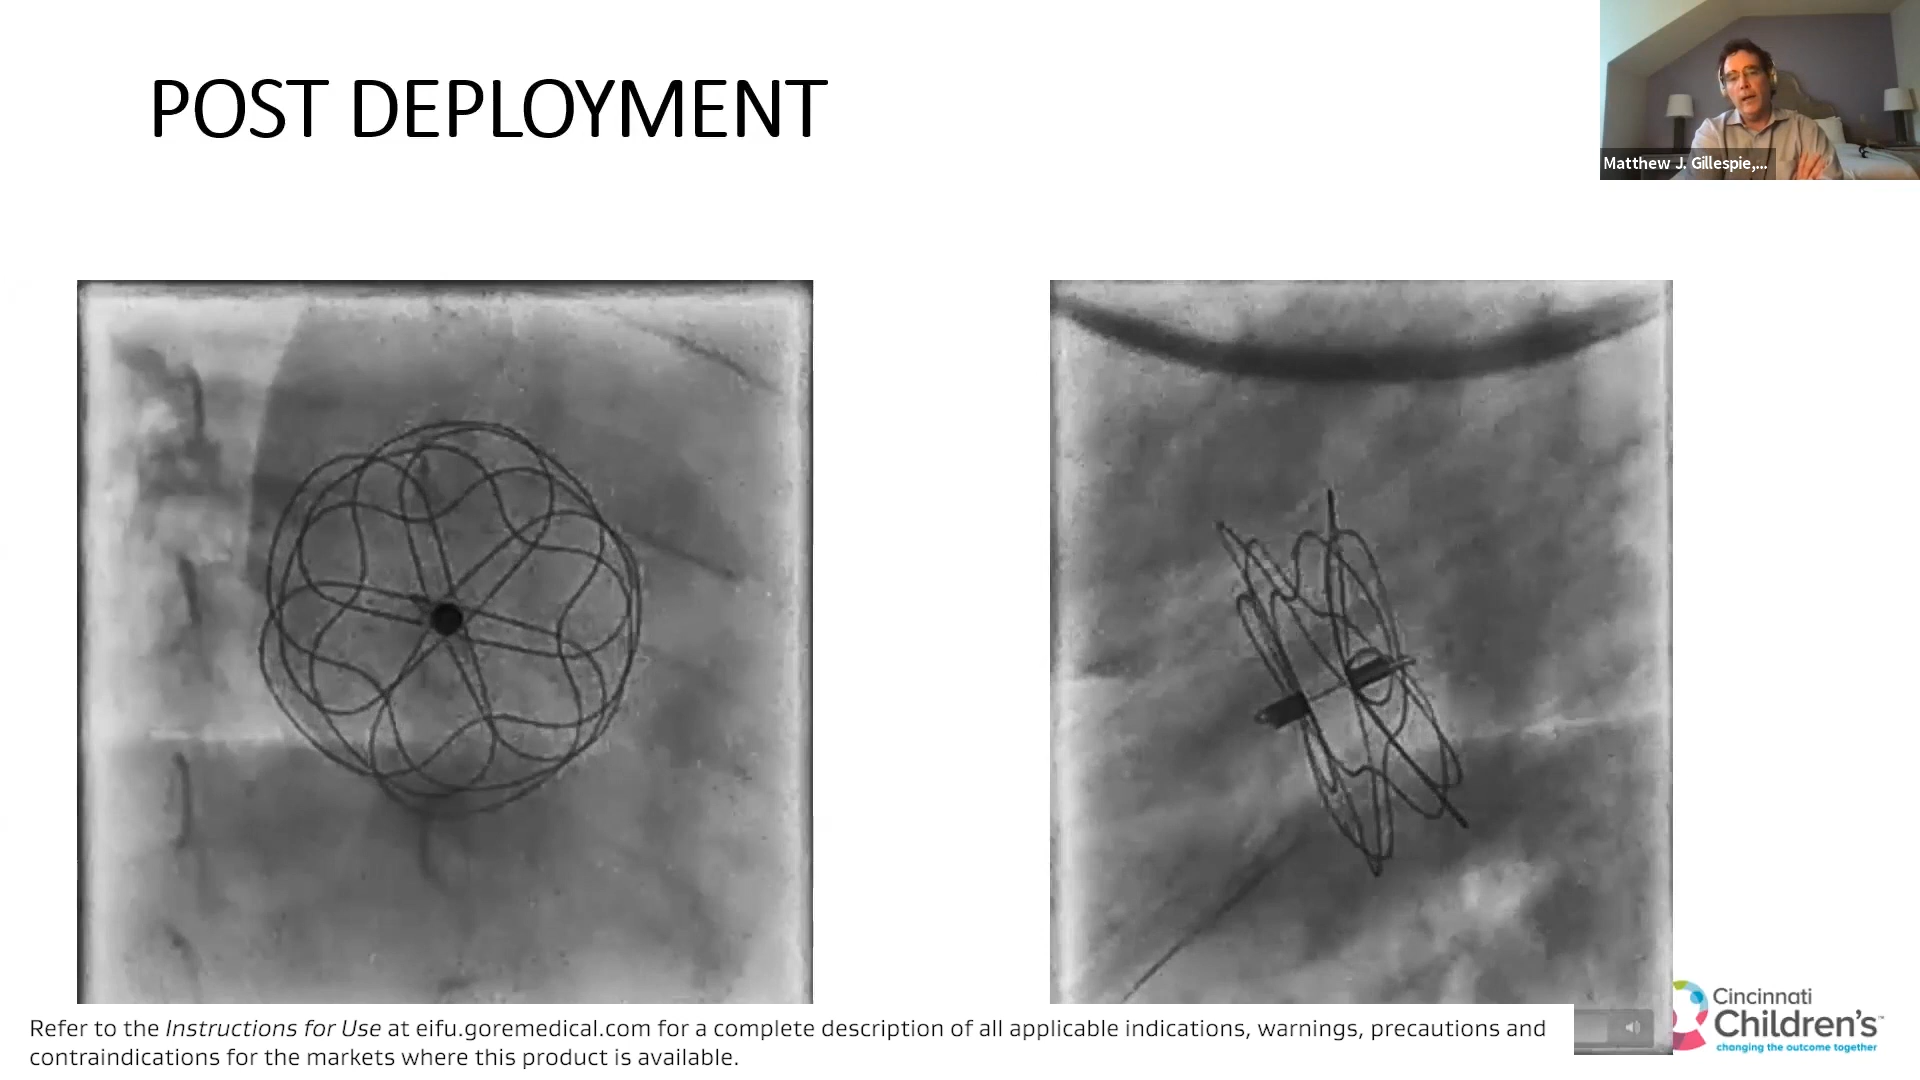 POST DEPLOYMENT
Matthew J. Gillespie,...
Refer to the Instructions for Use at eifu.goremedical.com for a complete description of all applicable indications, warnings, precautions and
contraindications for the markets where this product is available.
Cincinnati
Children's™
changing the outcome together